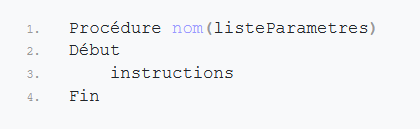 1. Procédure nom(listeParametres)
2. Début
3. instructions
4. Fin